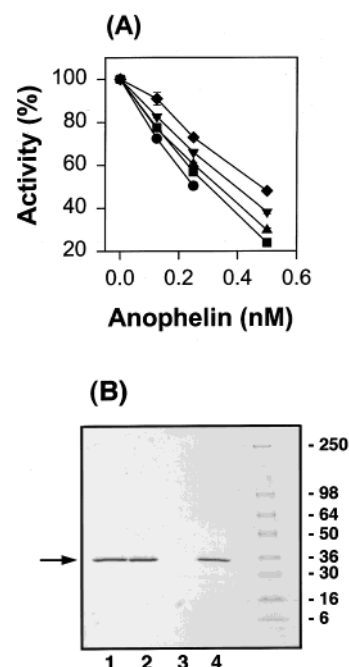 (A)
100
80
60
40
20
Activity (%)
0.0 0.2 0.4 0.6
Anophelin (nM)
(B)
- 250
- 98
- 64
- 50
- 36
- 30
- 16
- 6
1 2 3 4